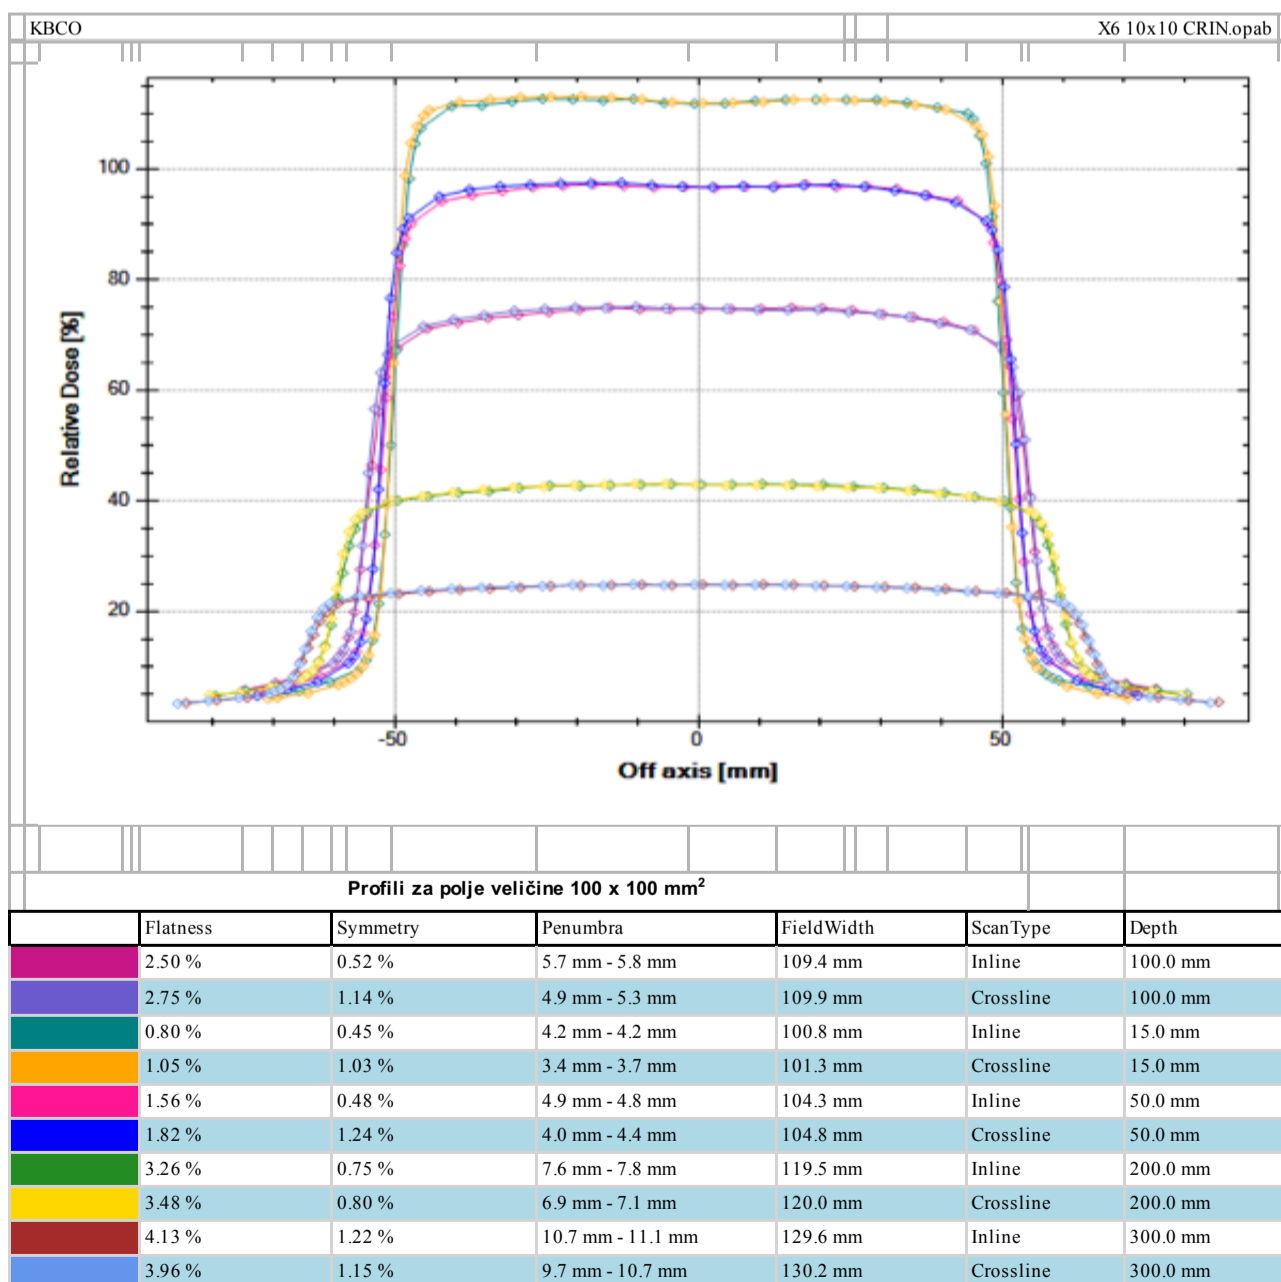 KBCO X6 10x10 CRIN.opab
100
80
60
40
20
Relative Dose [%]
-50 0 50
Off axis [mm]
Profili za polje veličine 100 x 100 mm²
Flatness Symmetry Penumbra FieldWidth ScanType Depth
2.50 % 0.52 % 5.7 mm - 5.8 mm 109.4 mm Inline 100.0 mm
2.75 % 1.14 % 4.9 mm - 5.3 mm 109.9 mm Crossline 100.0 mm
0.80 % 0.45 % 4.2 mm - 4.2 mm 100.8 mm Inline 15.0 mm
1.05 % 1.03 % 3.4 mm - 3.7 mm 101.3 mm Crossline 15.0 mm
1.56 % 0.48 % 4.9 mm - 4.8 mm 104.3 mm Inline 50.0 mm
1.82 % 1.24 % 4.0 mm - 4.4 mm 104.8 mm Crossline 50.0 mm
3.26 % 0.75 % 7.6 mm - 7.8 mm 119.5 mm Inline 200.0 mm
3.48 % 0.80 % 6.9 mm - 7.1 mm 120.0 mm Crossline 200.0 mm
4.13 % 1.22 % 10.7 mm - 11.1 mm 129.6 mm Inline 300.0 mm
3.96 % 1.15 % 9.7 mm - 10.7 mm 130.2 mm Crossline 300.0 mm